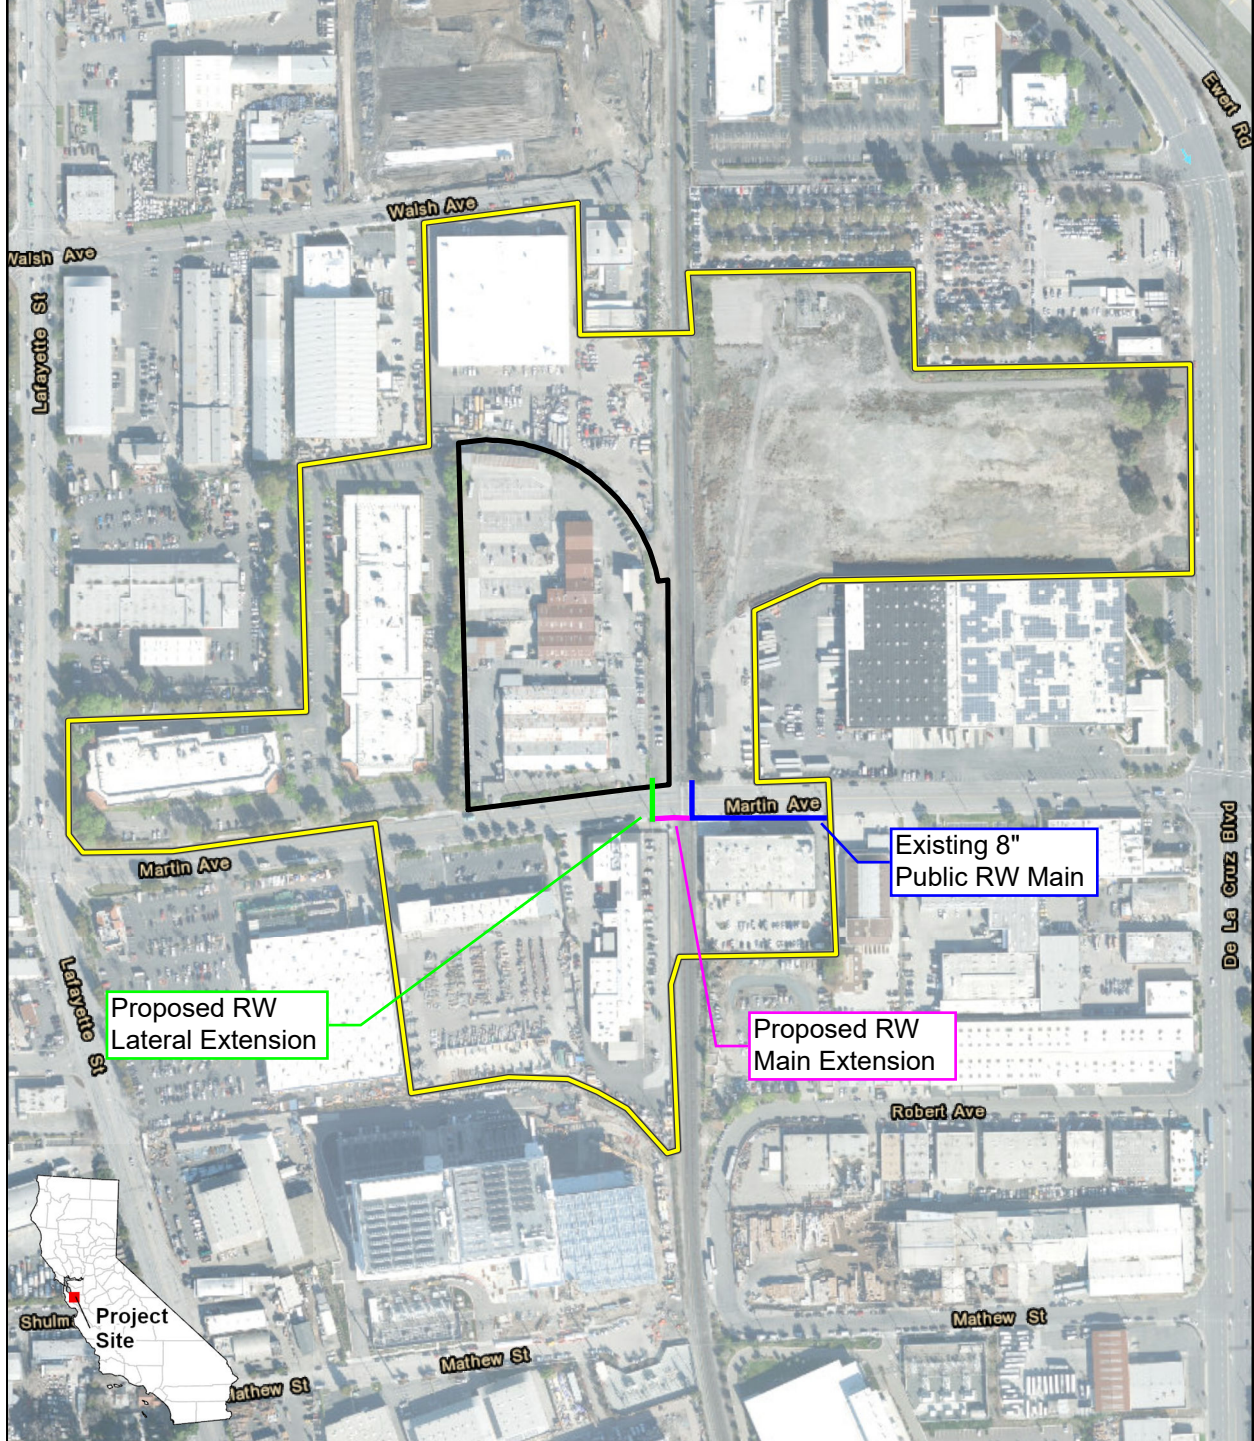 Ewert Rd
Walsh Ave
Walsh Ave
Lafayette St
Martin Ave
Existing 8"
Public RW Main
Martin Ave
De La Cruz Blvd
Lafayette St
Proposed RW
Lateral Extension
Proposed RW
Main Extension
Robert Ave
Project
Site
Shulm
Mathew St
Mathew St
Mathew St